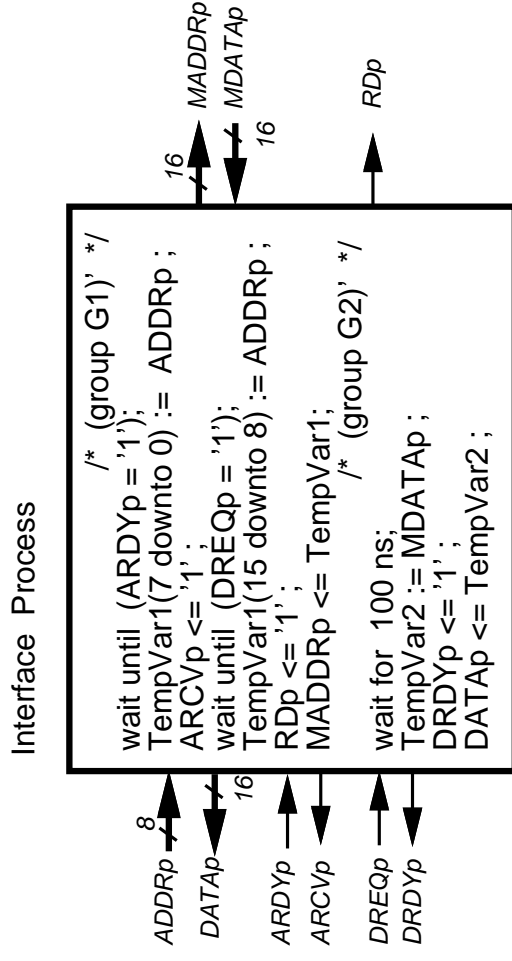 Interface Process
/* (group G1)' */
wait until (ARDYp = '1');
TempVar1(7 downto 0) := ADDRp ;
ARCVp <= '1' ;
wait until (DREQp = '1');
TempVar1(15 downto 8) := ADDRp ;
RDp <= '1' ;
MADDRp <= TempVar1;
/* (group G2)' */
wait for 100 ns;
TempVar2 := MDATAp ;
DRDYp <= '1' ;
DATAp <= TempVar2 ;
ADDRp
8
DATAp
16
ARDYp
ARCVp
DREQp
DRDYp
16
MADDRp
MDATAp
16
RDp